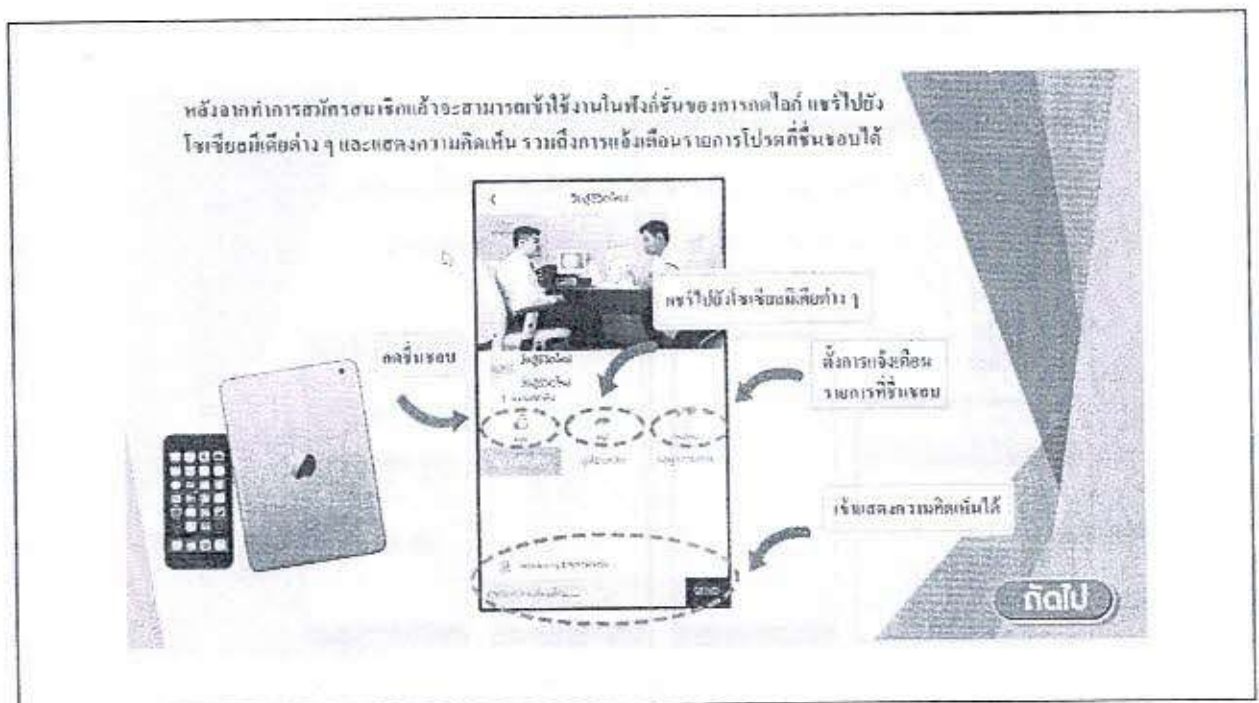 หลังจากทำการสมัครสมาชิกแล้วจะสามารถเข้าใช้งานในฟังก์ชั่นของการกดไลก์ แชร์ไปยัง
โซเชียลมีเดียต่าง ๆ และแสดงความคิดเห็น รวมถึงการแจ้งเตือนรายการโปรดที่ชื่นชอบได้
วัยสู้ชีวิตใหม่
แชร์ไปยังโซเชียลมีเดียต่าง ๆ
กดชื่นชอบ
ตั้งการแจ้งเตือน
รายการที่ชื่นชอบ
เข้าแสดงความคิดเห็นได้
ถัดไป